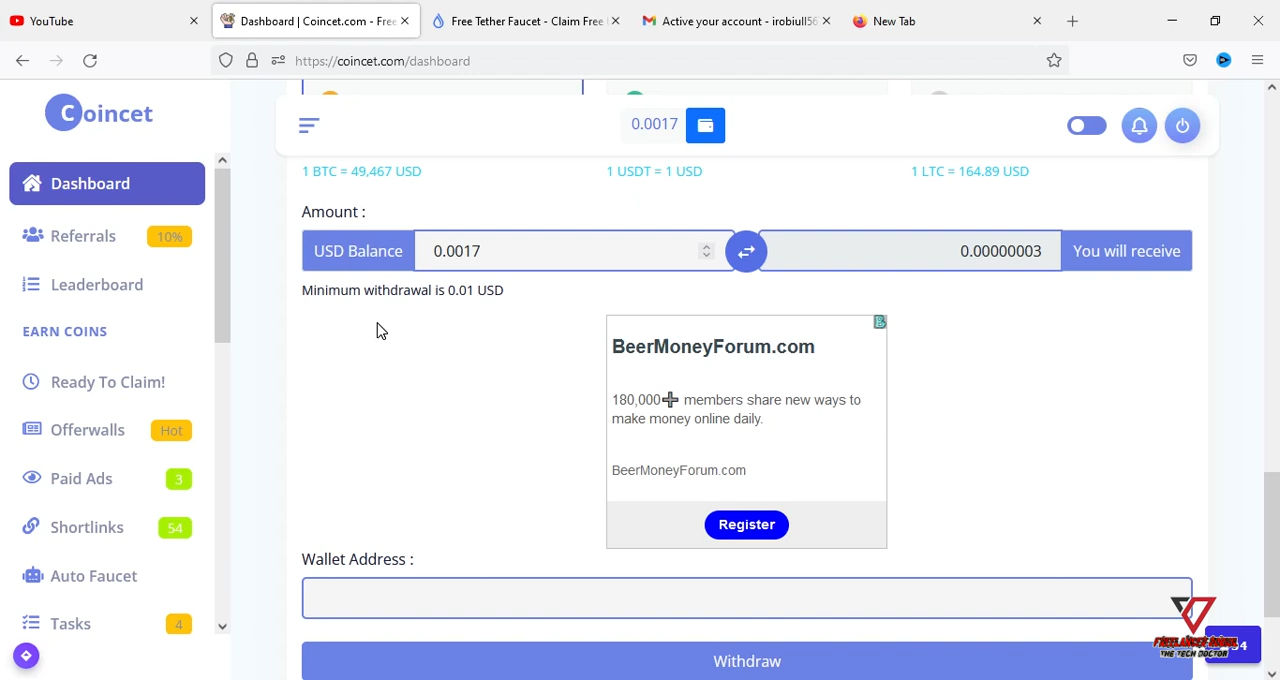 YouTube
Dashboard | Coincet.com - Free
Free Tether Faucet - Claim Free
Active your account - irobiull56
New Tab
https://coincet.com/dashboard
Coincet
0.0017
Dashboard
1 BTC = 49,467 USD
1 USDT = 1 USD
1 LTC = 164.89 USD
Amount :
Referrals 10%
USD Balance 0.0017
0.00000003 You will receive
Leaderboard
Minimum withdrawal is 0.01 USD
EARN COINS
BeerMoneyForum.com
Ready To Claim!
180,000➕ members share new ways to
make money online daily.
Offerwalls Hot
BeerMoneyForum.com
Paid Ads 3
Shortlinks 54
Register
Wallet Address :
Auto Faucet
Tasks 4
THE TECH DOCTOR
Withdraw